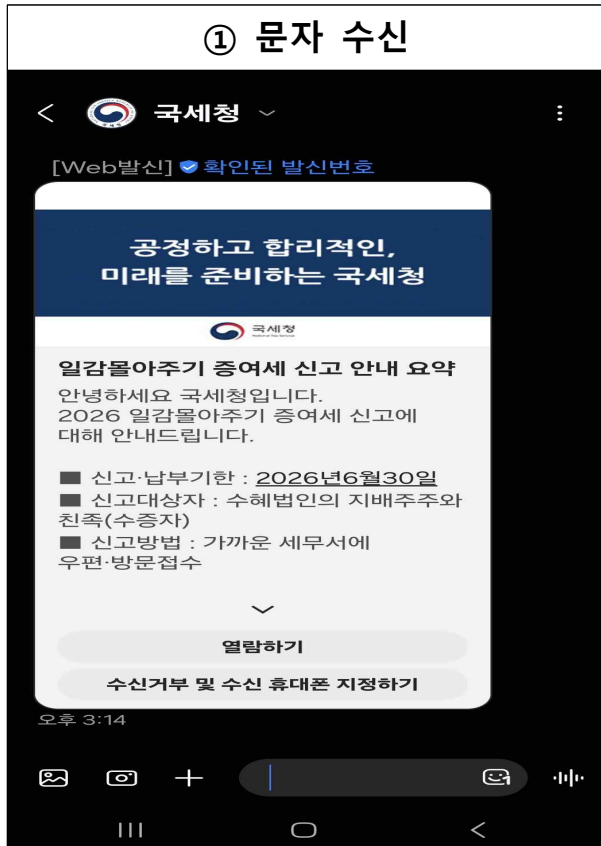 ① 문자 수신
국세청
[Web발신] 확인된 발신번호
공정하고 합리적인,
미래를 준비하는 국세청
국세청
일감몰아주기 증여세 신고 안내 요약
안녕하세요 국세청입니다.
2026 일감몰아주기 증여세 신고에
대해 안내드립니다.
■ 신고·납부기한 : 2026년6월30일
■ 신고대상자 : 수혜법인의 지배주주와
친족(수증자)
■ 신고방법 : 가까운 세무서에
우편·방문접수
열람하기
수신거부 및 수신 휴대폰 지정하기
오후 3:14